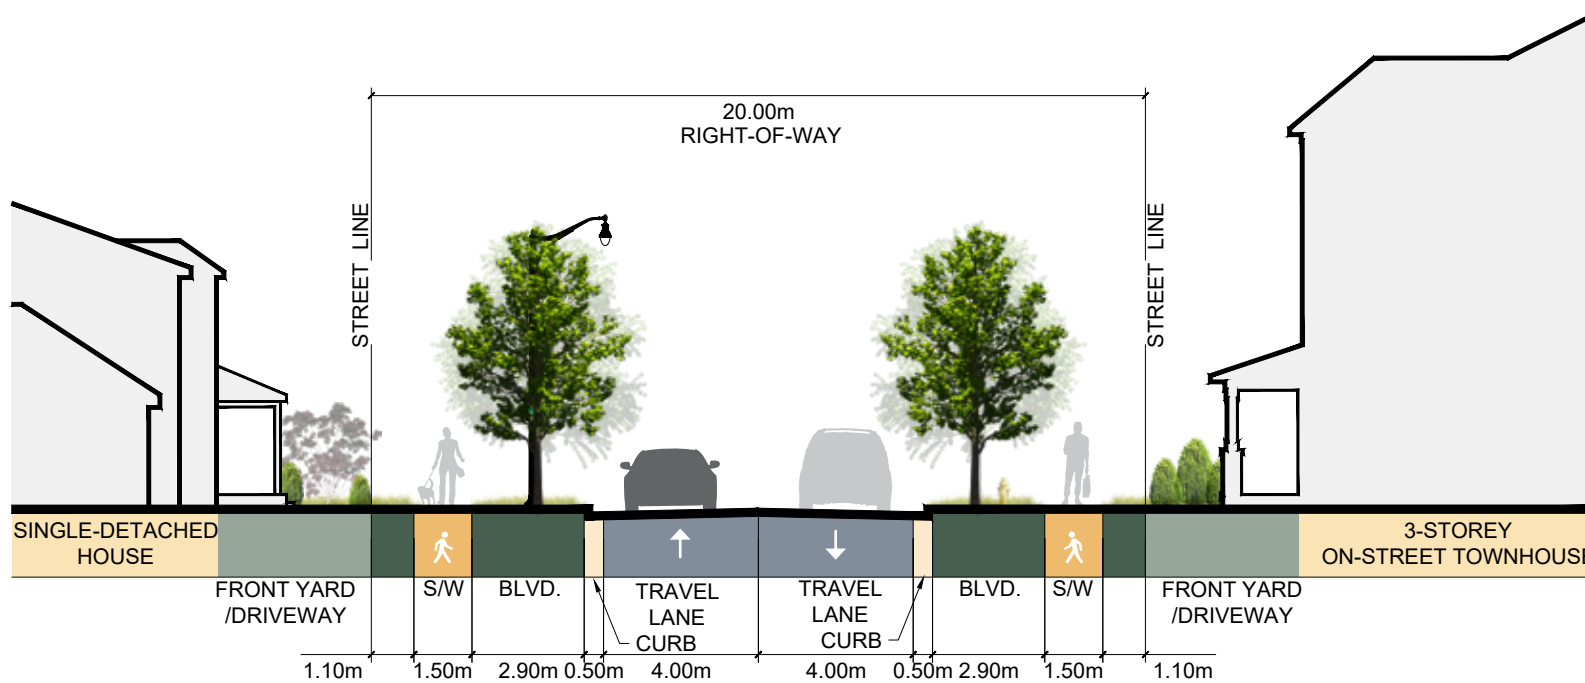 20.00m
RIGHT-OF-WAY
STREET LINE
STREET LINE
SINGLE-DETACHED
HOUSE
3-STOREY
ON-STREET TOWNHOUSE
FRONT YARD
/DRIVEWAY
S/W
BLVD.
TRAVEL
LANE
CURB
TRAVEL
LANE
CURB
BLVD.
S/W
FRONT YARD
/DRIVEWAY
1.10m
1.50m
2.90m
0.50m
4.00m
4.00m
0.50m
2.90m
1.50m
1.10m